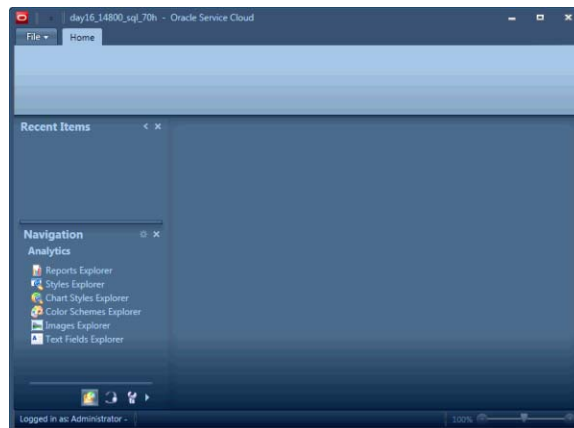 day16_14800_sql_70h - Oracle Service Cloud
File Home
Recent Items
Navigation
Analytics
Reports Explorer
Styles Explorer
Chart Styles Explorer
Color Schemes Explorer
Images Explorer
Text Fields Explorer
Logged in as: Administrator -
100%